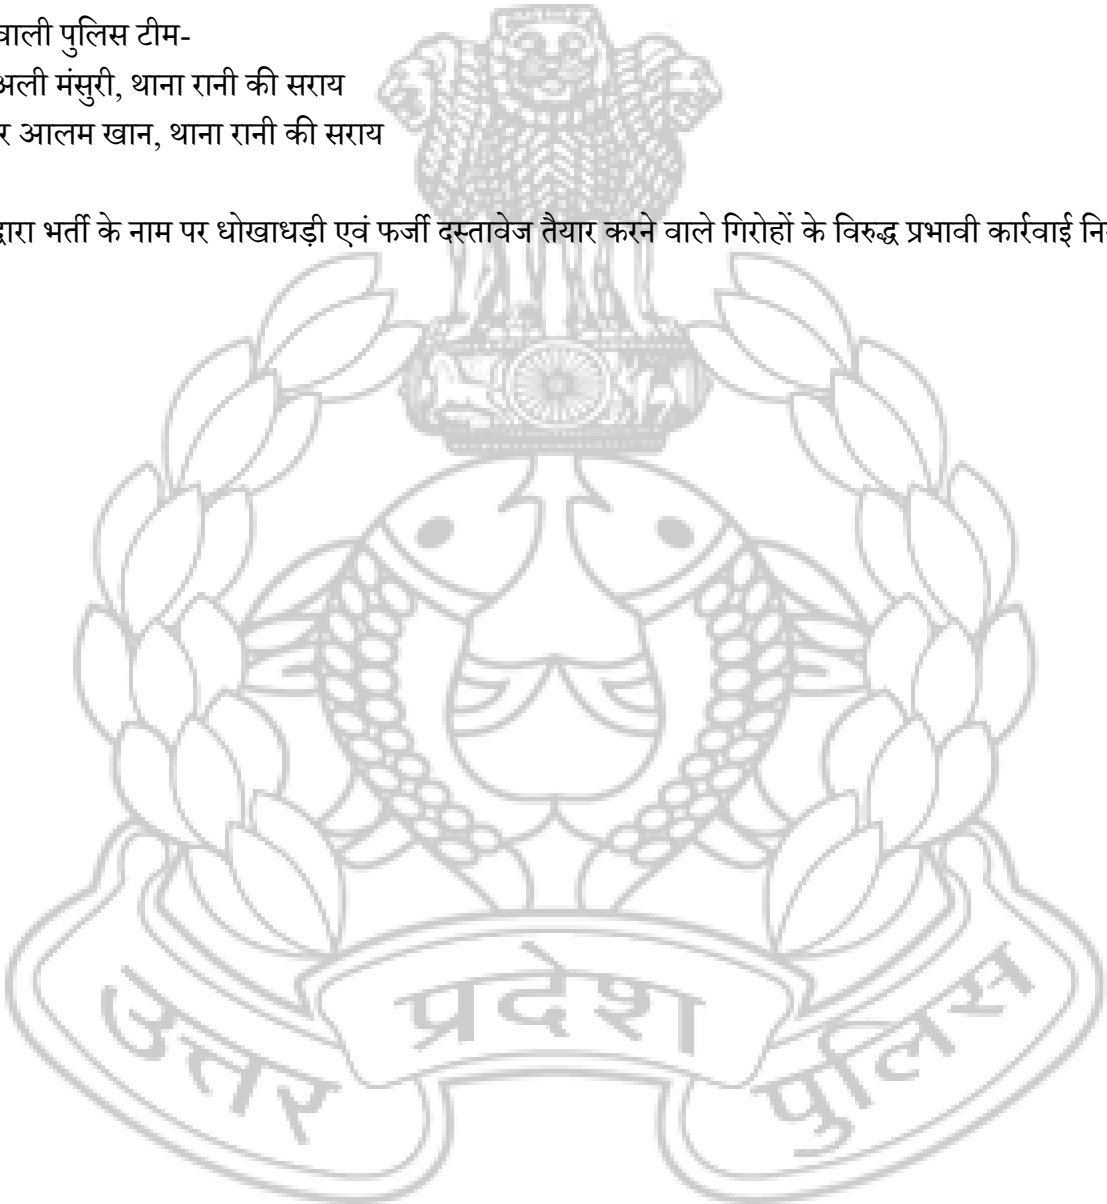 वाली पुलिस टीम-
अली मंसुरी, थाना रानी की सराय
र आलम खान, थाना रानी की सराय
द्वारा भर्ती के नाम पर धोखाधड़ी एवं फर्जी दस्तावेज तैयार करने वाले गिरोहों के विरुद्ध प्रभावी कार्रवाई
उत्तर प्रदेश पुलिस